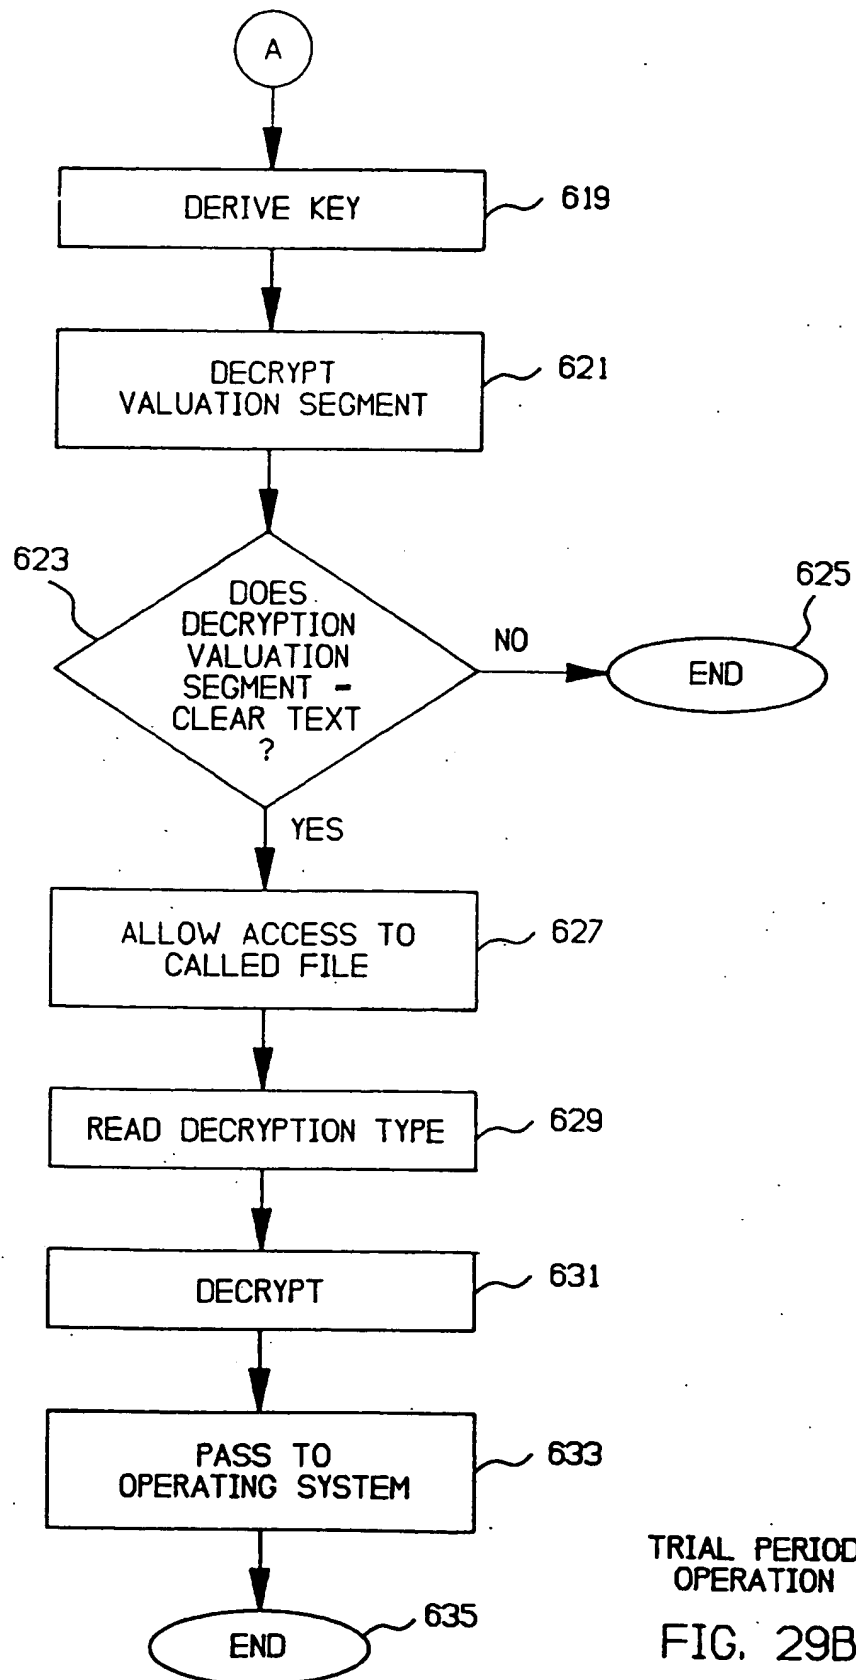 A
DERIVE KEY
619
DECRYPT
VALUATION SEGMENT
621
623
DOES
DECRYPTION
VALUATION
SEGMENT -
CLEAR TEXT
?
NO
625
END
YES
ALLOW ACCESS TO
CALLED FILE
627
READ DECRYPTION TYPE
629
DECRYPT
631
PASS TO
OPERATING SYSTEM
633
END
635
TRIAL PERIOD
OPERATION
FIG. 29B